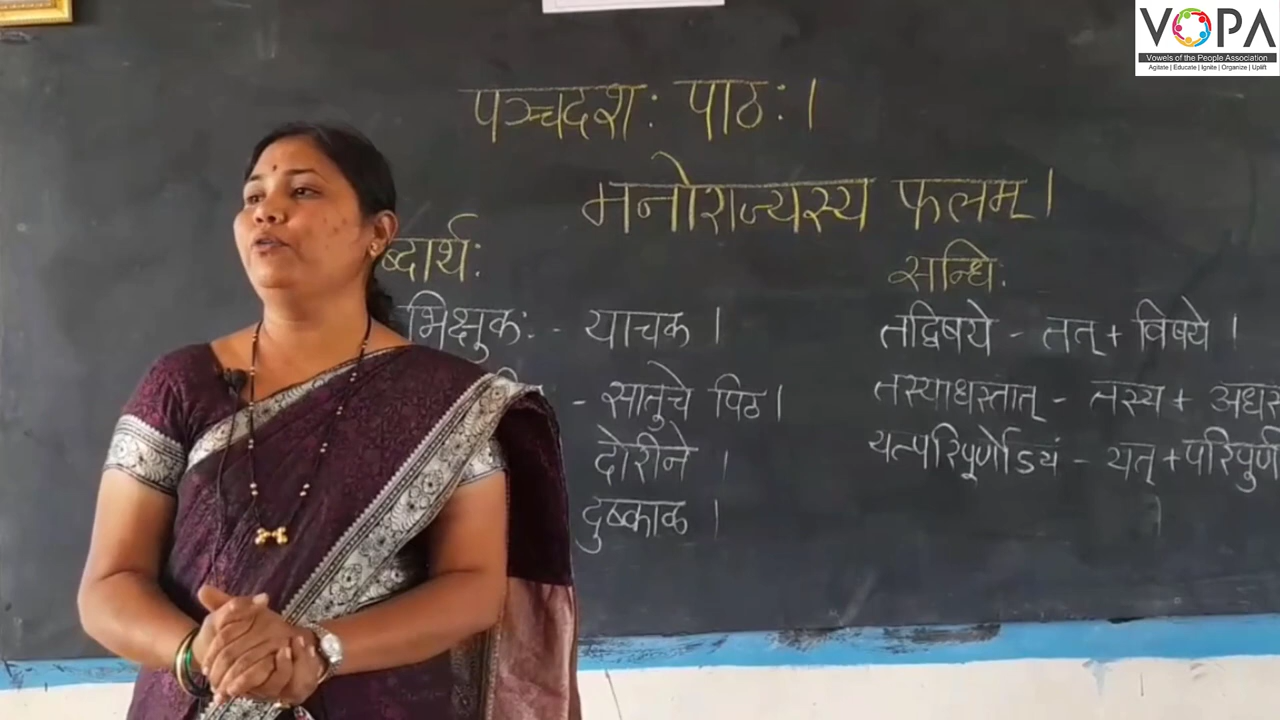 VOPA
Vowels of the People Association
Agitate | Educate | Ignite | Organize | Uplift
पञ्चदशः पाठः।
मनोराज्यस्य फलम्।
ब्दार्थः
सन्धिः
भिक्षुकः - याचक।
तद्विषये - तत् + विषये।
- सातुचे पिठ।
तस्याधस्तात् - तस्य + अधस
दोरीने ।
यत्परिपूर्णोऽयं - यत् + परिपूर्ण
दुष्काळ।